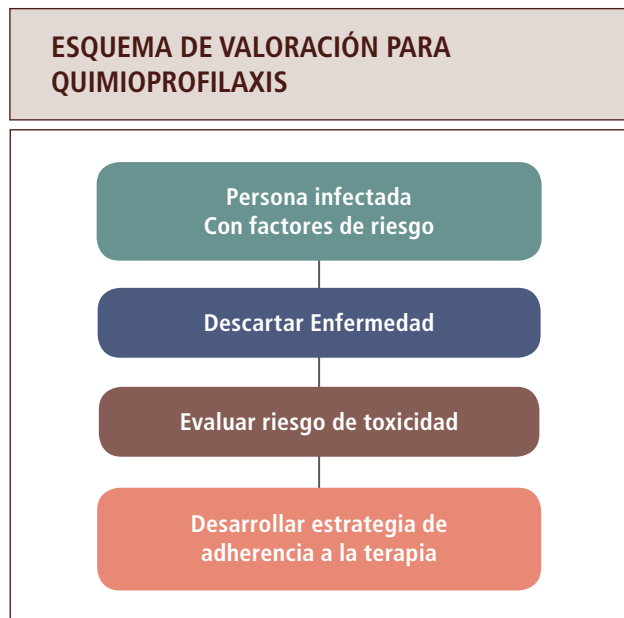 ESQUEMA DE VALORACIÓN PARA
QUIMIOPROFILAXIS
Persona infectada
Con factores de riesgo
Descartar Enfermedad
Evaluar riesgo de toxicidad
Desarrollar estrategia de
adherencia a la terapia